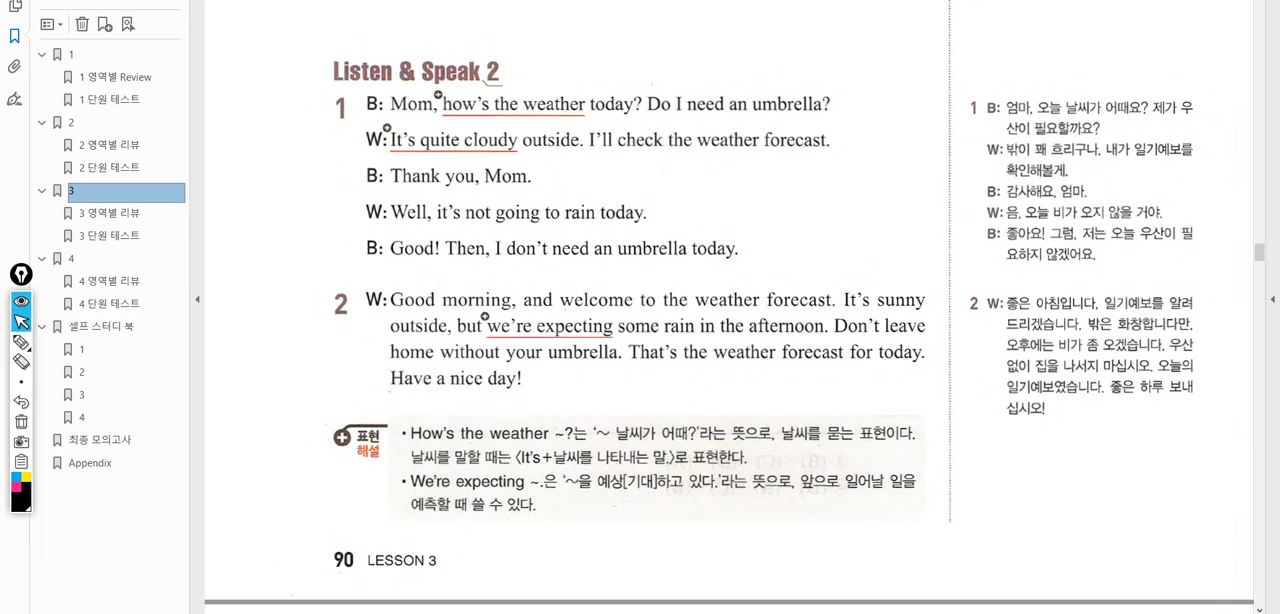 1
1 영역별 Review
1 단원 테스트
2
2 영역별 리뷰
2 단원 테스트
3
3 영역별 리뷰
3 단원 테스트
4
4 영역별 리뷰
4 단원 테스트
셀프 스터디 북
1
2
3
4
최종 모의고사
Appendix
Listen & Speak 2
1 B: Mom, how's the weather today? Do I need an umbrella?
W: It's quite cloudy outside. I'll check the weather forecast.
B: Thank you, Mom.
W: Well, it's not going to rain today.
B: Good! Then, I don't need an umbrella today.
2 W: Good morning, and welcome to the weather forecast. It's sunny
outside, but we're expecting some rain in the afternoon. Don't leave
home without your umbrella. That's the weather forecast for today.
Have a nice day!
표현
해설
• How's the weather ~?는 '~ 날씨가 어때?'라는 뜻으로, 날씨를 묻는 표현이다.
날씨를 말할 때는 〈It's+날씨를 나타내는 말.〉로 표현한다.
• We're expecting ~.은 '~을 예상[기대]하고 있다.'라는 뜻으로, 앞으로 일어날 일을
예측할 때 쓸 수 있다.
90 LESSON 3
1 B: 엄마, 오늘 날씨가 어때요? 제가 우
산이 필요할까요?
W: 밖이 꽤 흐리구나. 내가 일기예보를
확인해볼게.
B: 감사해요, 엄마.
W: 음, 오늘 비가 오지 않을 거야.
B: 좋아요! 그럼, 저는 오늘 우산이 필
요하지 않겠어요.
2 W: 좋은 아침입니다, 일기예보를 알려
드리겠습니다. 밖은 화창합니다만,
오후에는 비가 좀 오겠습니다. 우산
없이 집을 나서지 마십시오. 오늘의
일기예보였습니다. 좋은 하루 보내
십시오!